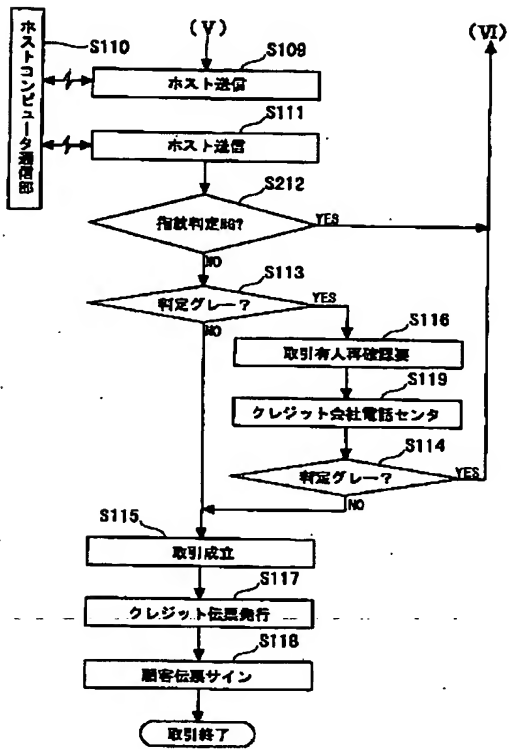 (V)
(VI)
S110
ホストコンピュータ通信部
S109
ホスト送信
S111
ホスト送信
S212
指紋判定NG?
YES
NO
S113
判定グレー?
YES
NO
S116
取引有人再確認要
S119
クレジット会社電話センタ
S114
判定グレー?
YES
NO
S115
取引成立
S117
クレジット伝票発行
S118
顧客伝票サイン
取引終了